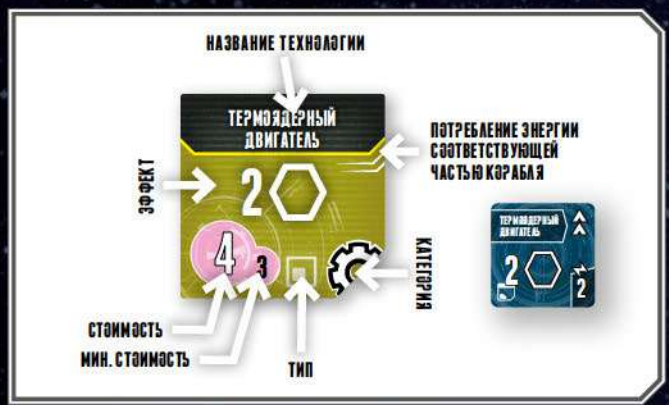 НАЗВАНИЕ ТЕХНОЛОГИИ
ТЕРМОЯДЕРНЫЙ
ДВИГАТЕЛЬ
2
4
3
ЭФФЕКТ
ПОТРЕБЛЕНИЕ ЭНЕРГИИ
СООТВЕТСТВУЮЩЕЙ
ЧАСТЬЮ КОРАБЛЯ
КАТЕГОРИЯ
ТЕРМОЯДЕРНЫЙ
ДВИГАТЕЛЬ
2
2
СТОИМОСТЬ
МИН. СТОИМОСТЬ
ТИП